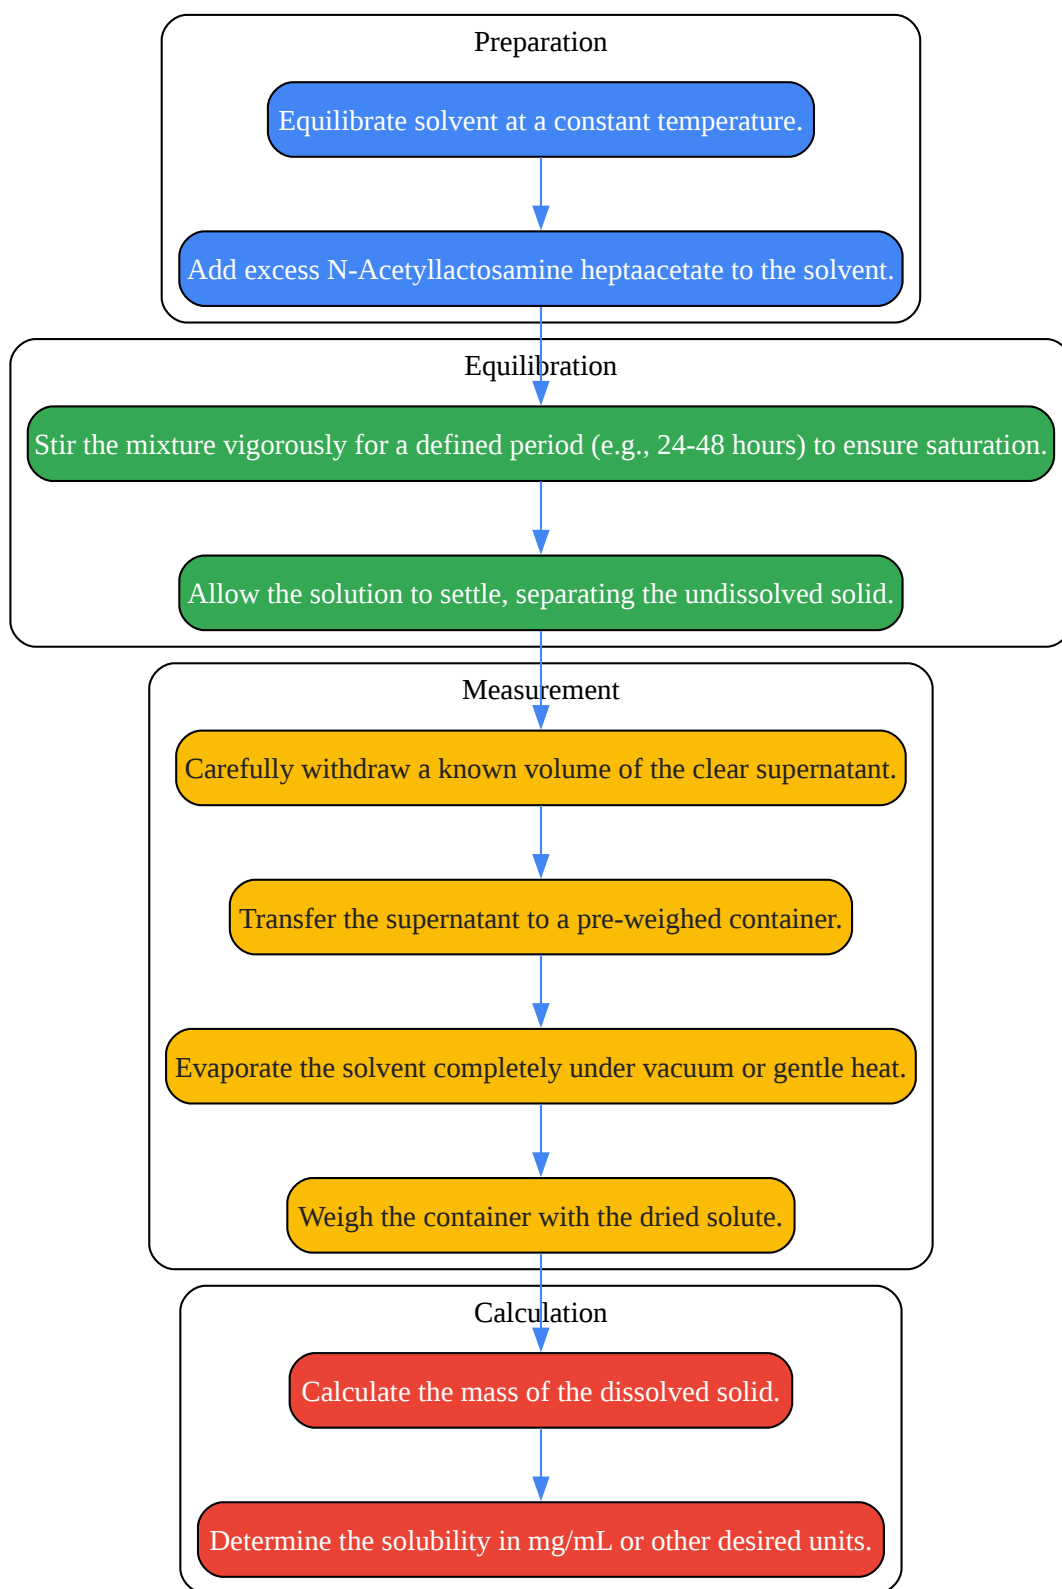 Preparation
Equilibrate solvent at a constant temperature.
Add excess N-Acetyllactosamine heptaacetate to the solvent.
Equilibration
Stir the mixture vigorously for a defined period (e.g., 24-48 hours) to ensure saturation.
Allow the solution to settle, separating the undissolved solid.
Measurement
Carefully withdraw a known volume of the clear supernatant.
Transfer the supernatant to a pre-weighed container.
Evaporate the solvent completely under vacuum or gentle heat.
Weigh the container with the dried solute.
Calculation
Calculate the mass of the dissolved solid.
Determine the solubility in mg/mL or other desired units.